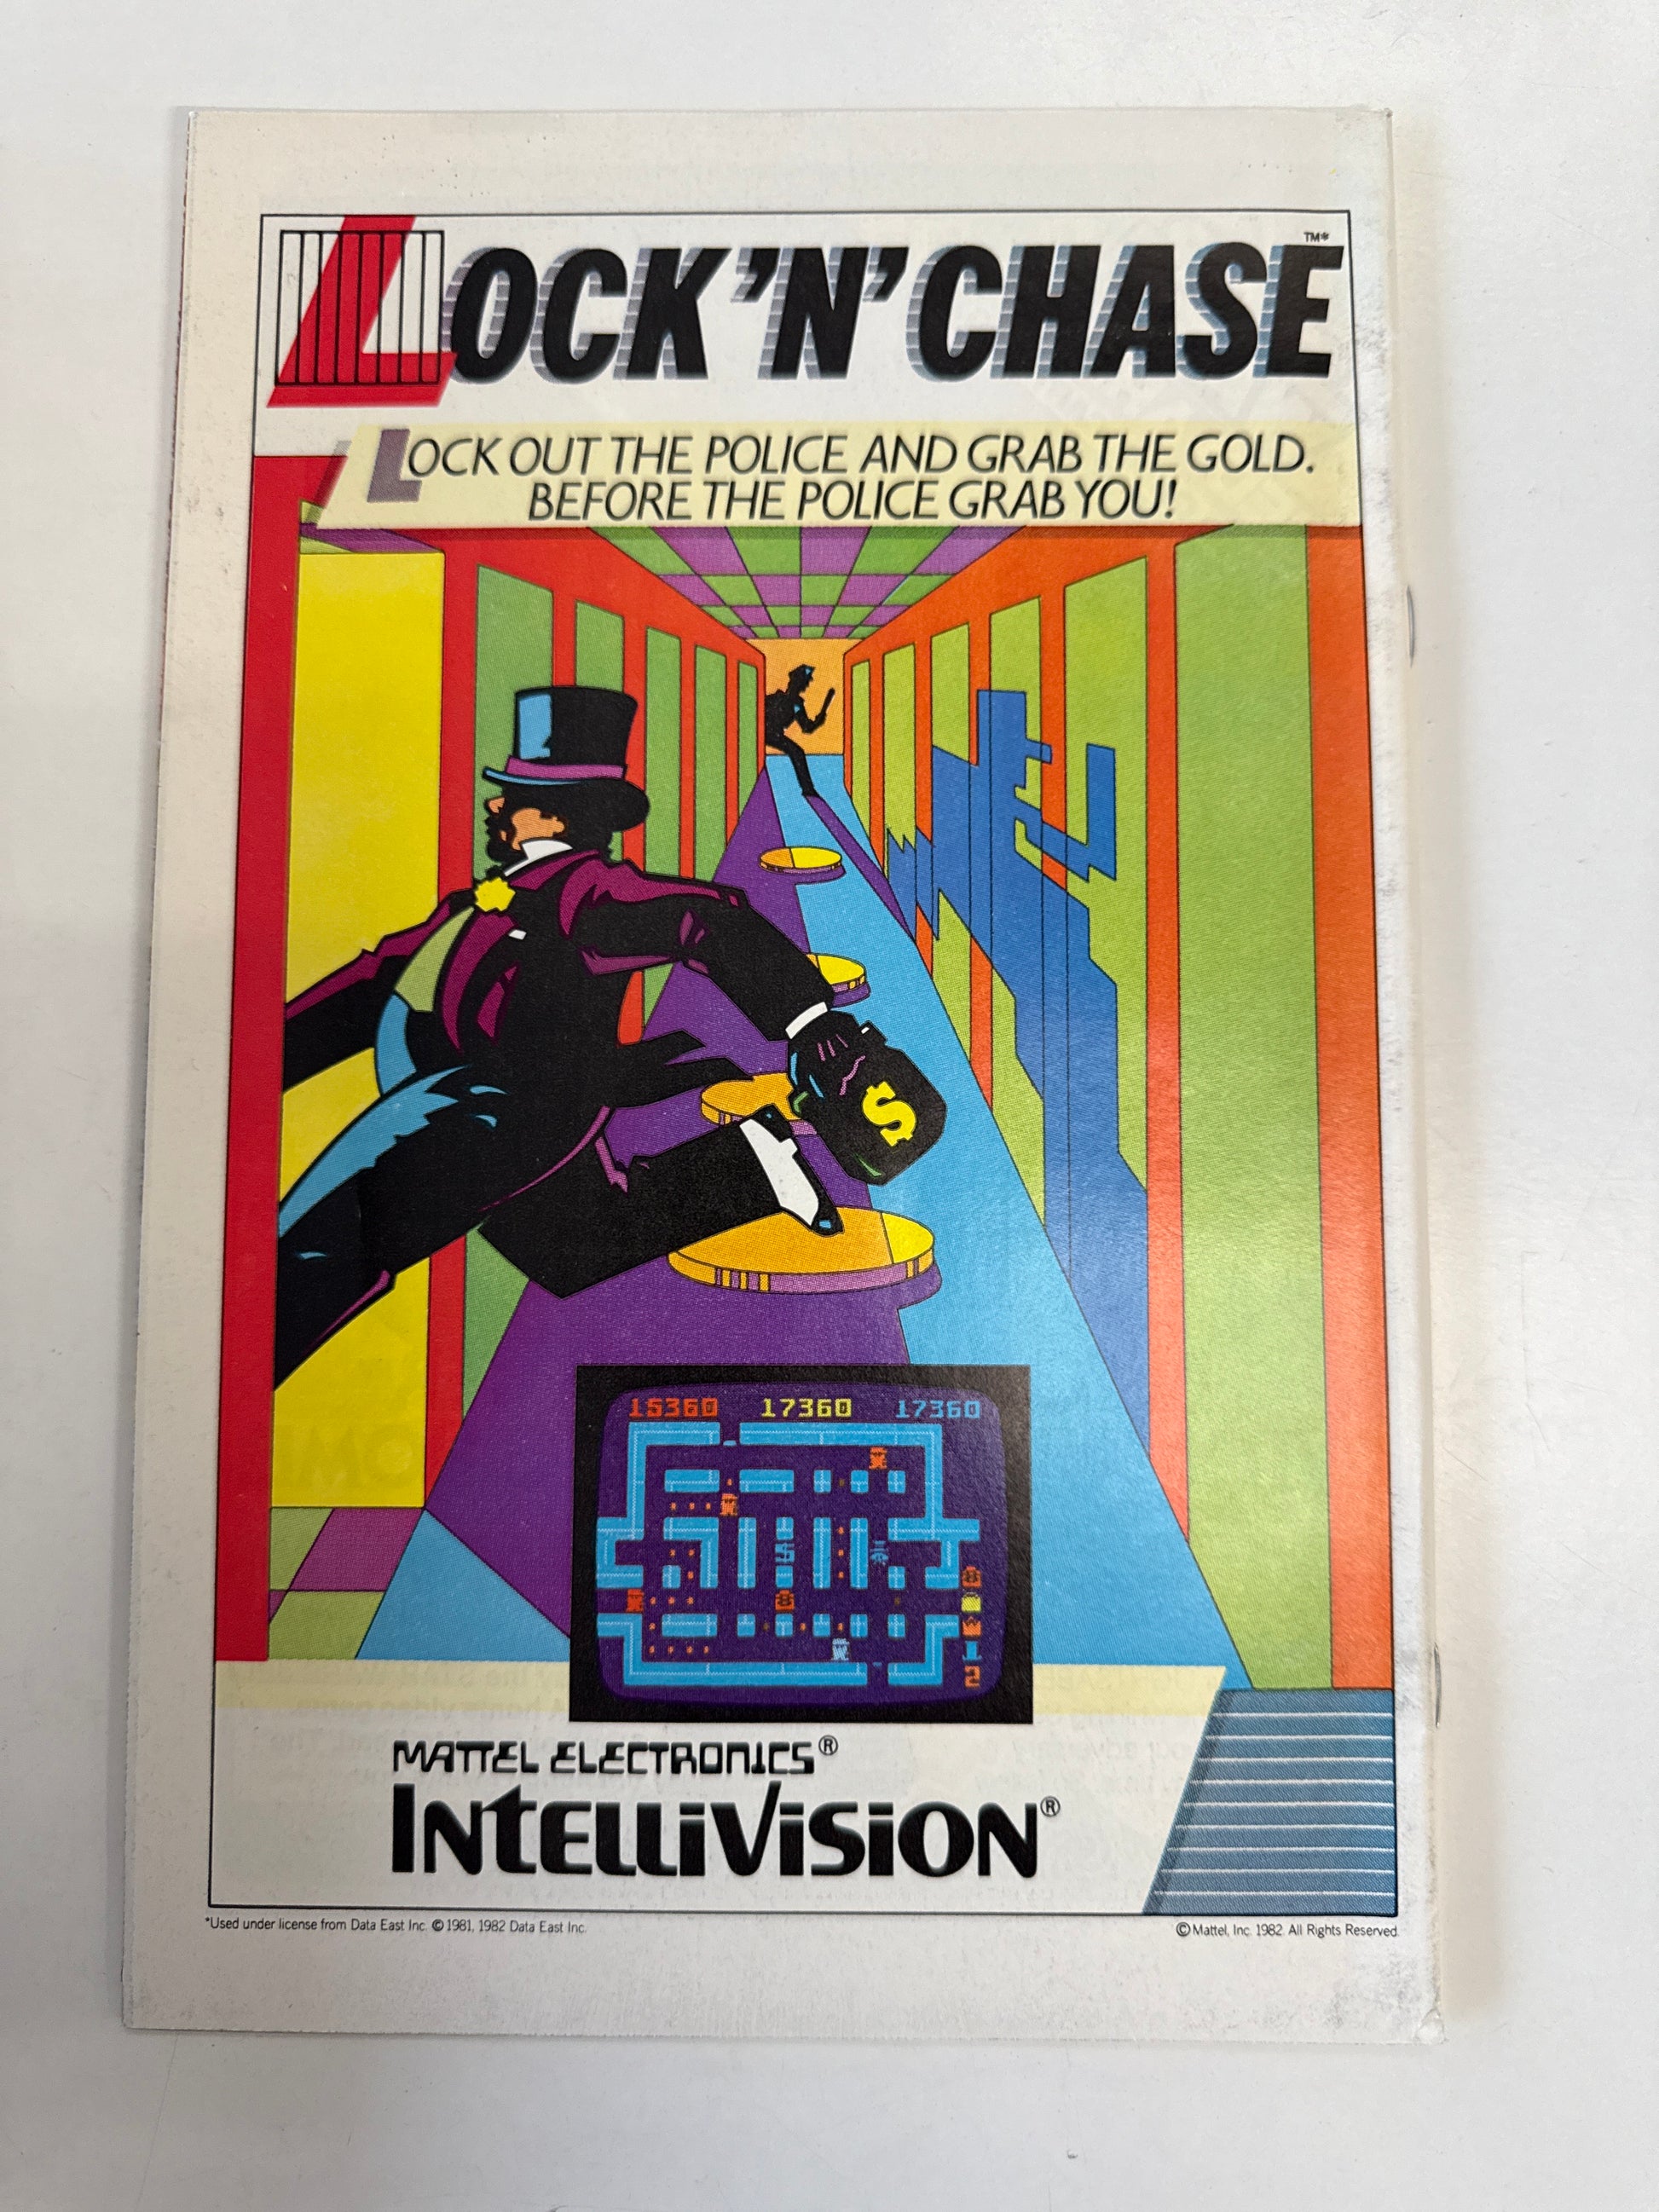 LOCK 'N' CHASE™*
LOCK OUT THE POLICE AND GRAB THE GOLD.
BEFORE THE POLICE GRAB YOU!
$
15360 17360 17360
2
MATTEL ELECTRONICS®
INTELLIVISION®
*Used under license from Data East Inc. © 1981, 1982 Data East Inc.
© Mattel, Inc. 1982. All Rights Reserved.